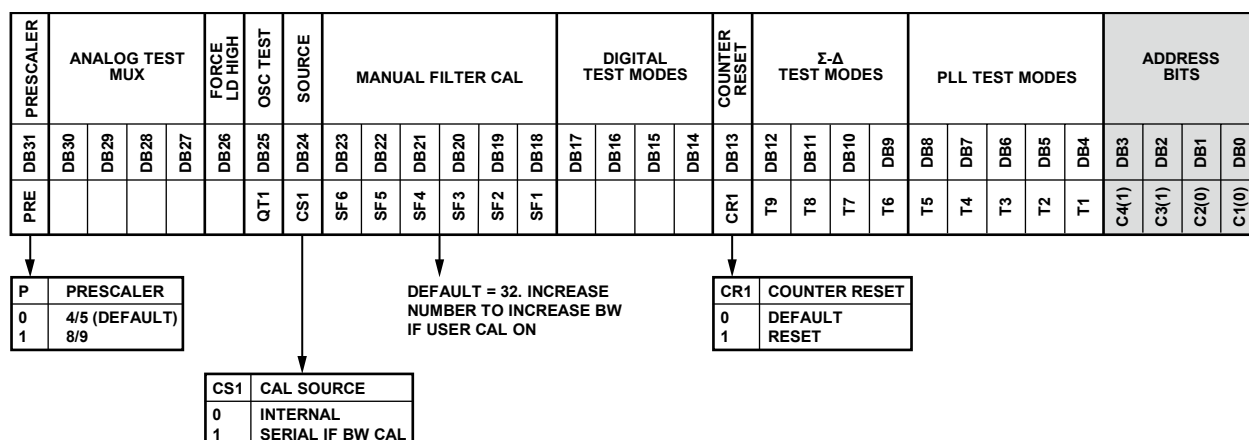 PRESCALER
ANALOG TEST
MUX
FORCE
LD HIGH
OSC TEST
SOURCE
MANUAL FILTER CAL
DIGITAL
TEST MODES
COUNTER
RESET
Σ-Δ
TEST MODES
PLL TEST MODES
ADDRESS
BITS
DB31 DB30 DB29 DB28 DB27 DB26 DB25 DB24 DB23 DB22 DB21 DB20 DB19 DB18 DB17 DB16 DB15 DB14 DB13 DB12 DB11 DB10 DB9 DB8 DB7 DB6 DB5 DB4 DB3 DB2 DB1 DB0
PRE QT1 CS1 SF6 SF5 SF4 SF3 SF2 SF1 CR1 T9 T8 T7 T6 T5 T4 T3 T2 T1 C4(1) C3(1) C2(0) C1(0)
P PRESCALER
0 4/5 (DEFAULT)
1 8/9
DEFAULT = 32. INCREASE
NUMBER TO INCREASE BW
IF USER CAL ON
CR1 COUNTER RESET
0 DEFAULT
1 RESET
CS1 CAL SOURCE
0 INTERNAL
1 SERIAL IF BW CAL